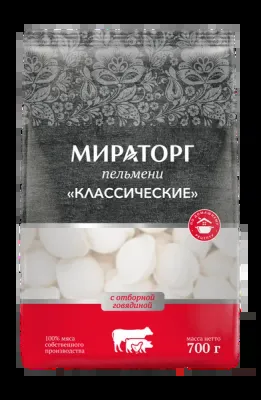 МИРАТОРГ
пельмени
«КЛАССИЧЕСКИЕ»
с отборной
говядиной
100% мяса
собственного
производства
масса нетто
700 г